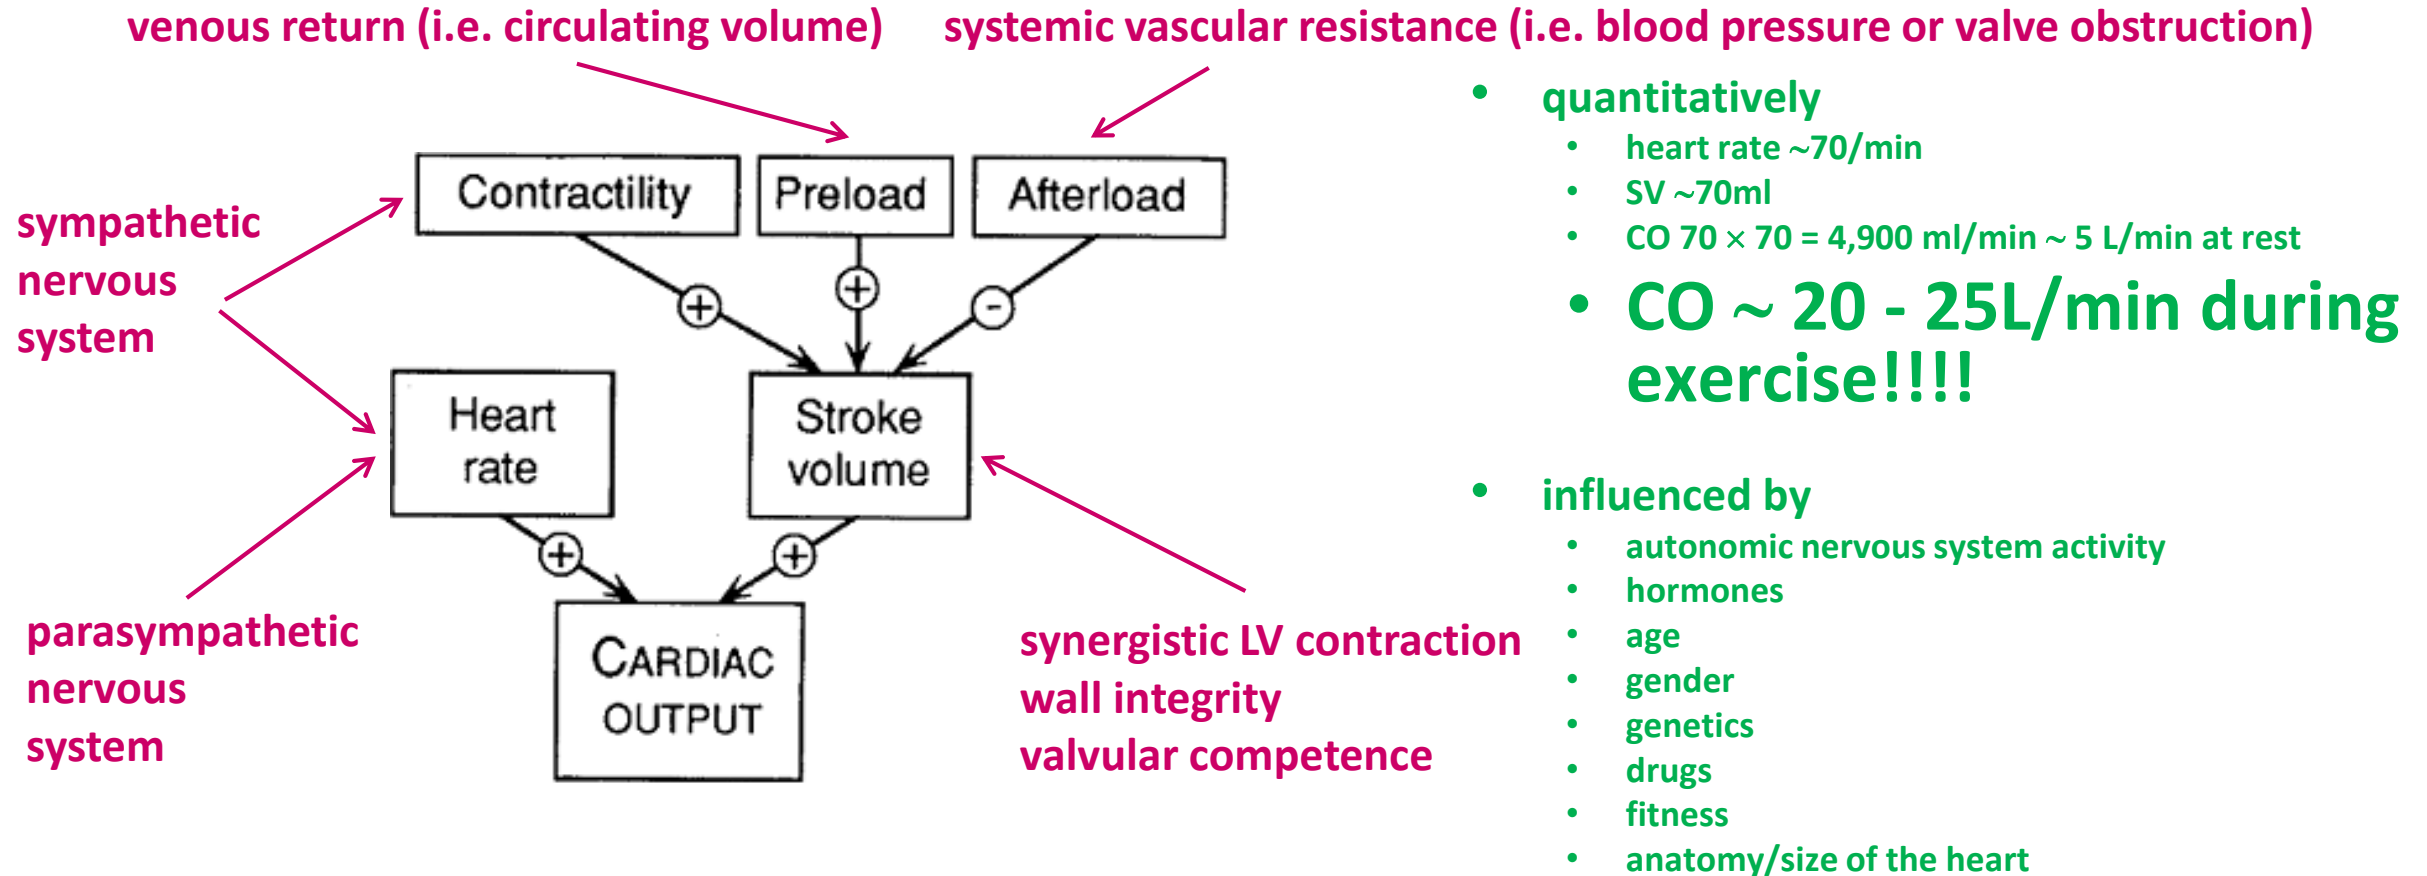 venous return (i.e. circulating volume)
systemic vascular resistance (i.e. blood pressure or valve obstruction)
Contractility
Preload
Afterload
sympathetic
nervous
system
+
+
-
Heart
rate
Stroke
volume
+
+
parasympathetic
nervous
system
CARDIAC
OUTPUT
synergistic LV contraction
wall integrity
valvular competence
• quantitatively
• heart rate ~70/min
• SV ~70ml
• CO 70 × 70 = 4,900 ml/min ~ 5 L/min at rest
• CO ~ 20 - 25L/min during
exercise!!!!
• influenced by
• autonomic nervous system activity
• hormones
• age
• gender
• genetics
• drugs
• fitness
• anatomy/size of the heart